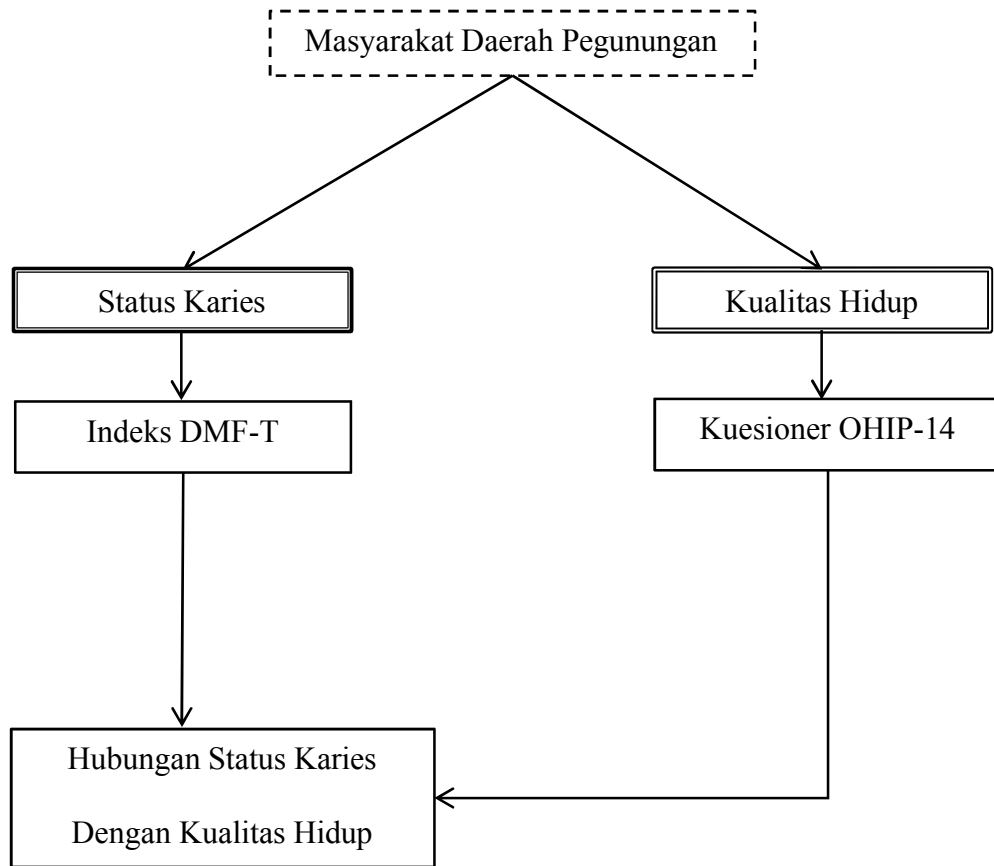 Masyarakat Daerah Pegunungan
Status Karies
Kualitas Hidup
Indeks DMF-T
Kuesioner OHIP-14
Hubungan Status Karies
Dengan Kualitas Hidup